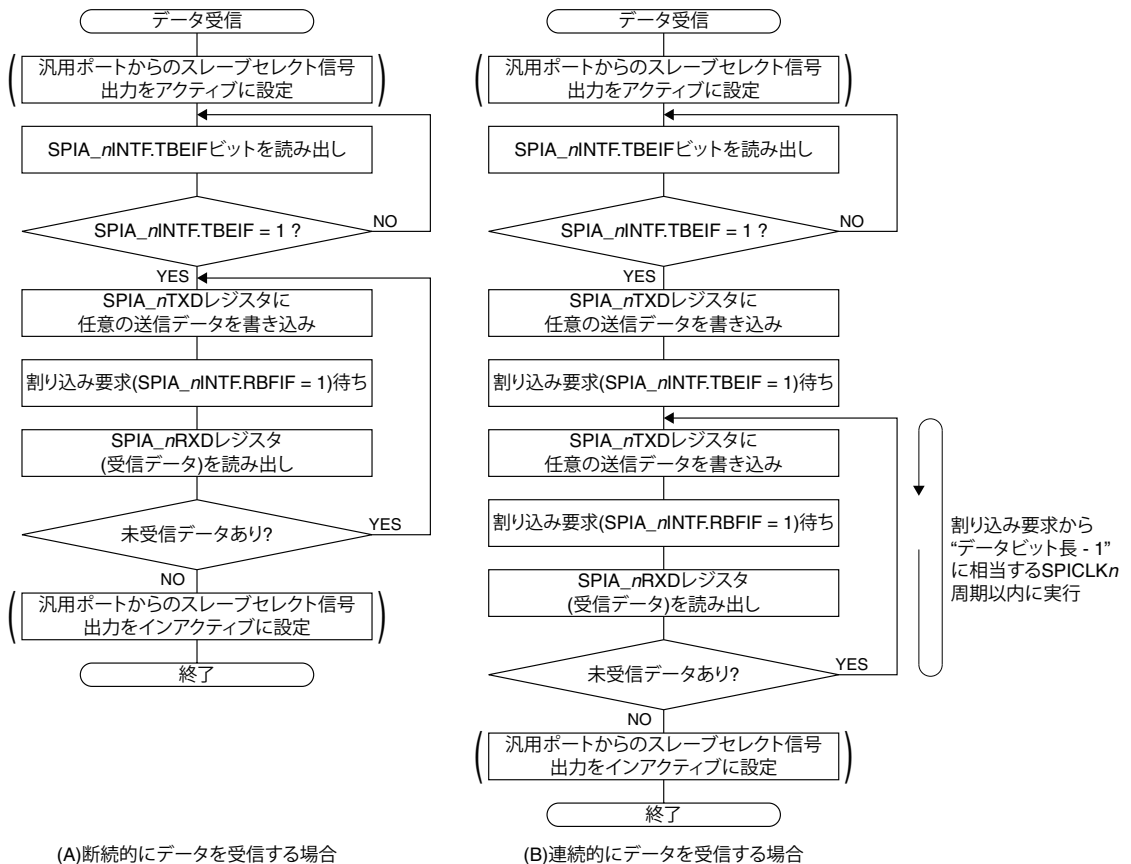 データ受信
汎用ポートからのスレーブセレクト信号
出力をアクティブに設定
SPIA_nINTF.TBEIFビットを読み出し
SPIA_nINTF.TBEIF = 1 ?
NO
YES
SPIA_nTXDレジスタに
任意の送信データを書き込み
割り込み要求(SPIA_nINTF.RBFIF = 1)待ち
SPIA_nRXDレジスタ
(受信データ)を読み出し
未受信データあり?
YES
NO
汎用ポートからのスレーブセレクト信号
出力をインアクティブに設定
終了
(A)断続的にデータを受信する場合
データ受信
汎用ポートからのスレーブセレクト信号
出力をアクティブに設定
SPIA_nINTF.TBEIFビットを読み出し
SPIA_nINTF.TBEIF = 1 ?
NO
YES
SPIA_nTXDレジスタに
任意の送信データを書き込み
割り込み要求(SPIA_nINTF.TBEIF = 1)待ち
SPIA_nTXDレジスタに
任意の送信データを書き込み
割り込み要求(SPIA_nINTF.RBFIF = 1)待ち
SPIA_nRXDレジスタ
(受信データ)を読み出し
未受信データあり?
YES
NO
汎用ポートからのスレーブセレクト信号
出力をインアクティブに設定
終了
割り込み要求から
“データビット長 - 1”
に相当するSPICLKn
周期以内に実行
(B)連続的にデータを受信する場合